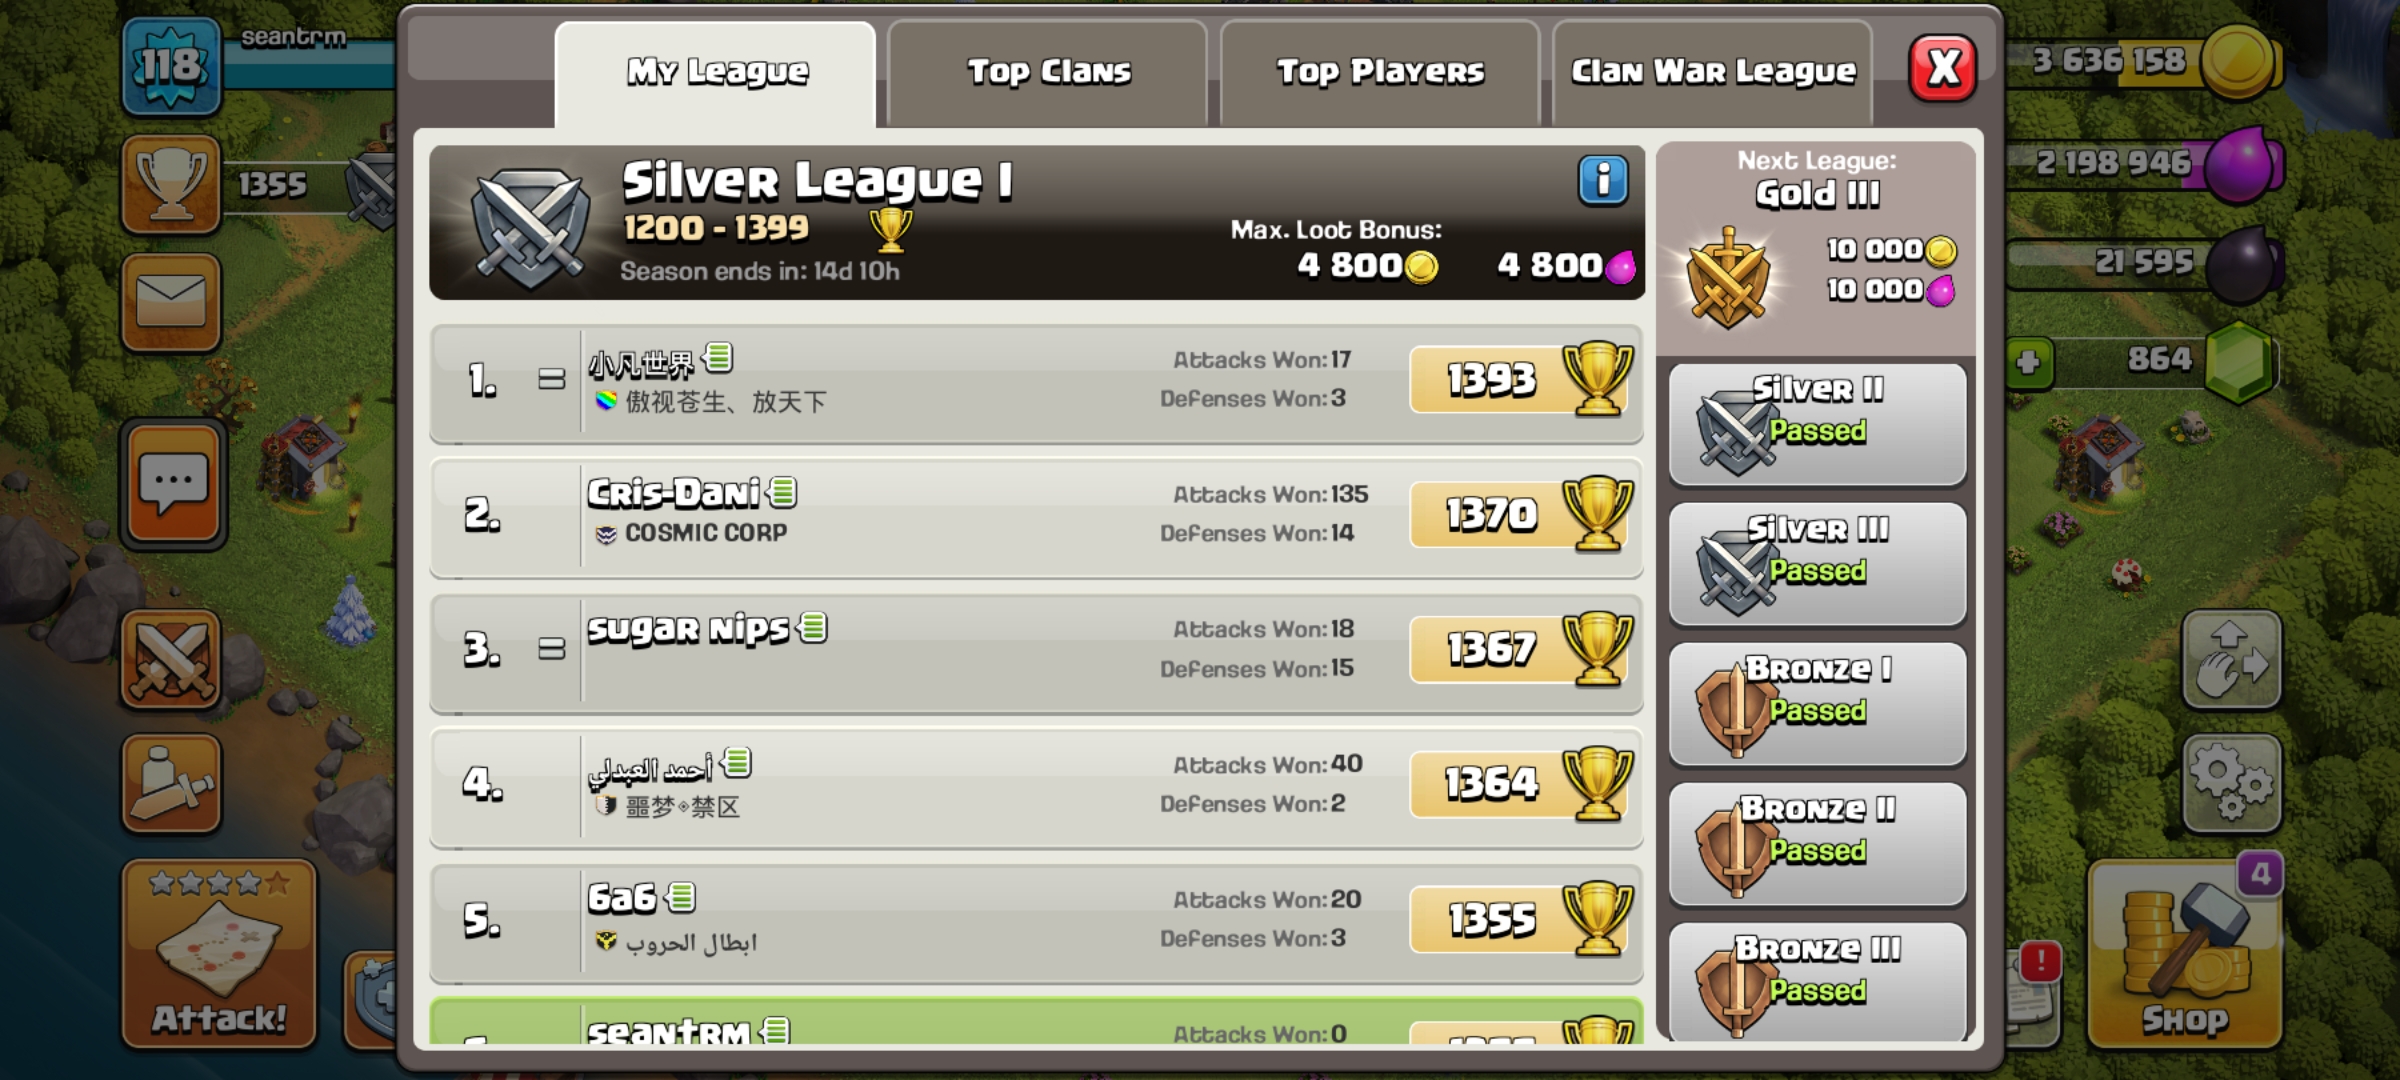 118
seantrm
1355
My League
Top Clans
Top Players
Clan War League
X
3 636 158
2 198 946
21 595
864
Silver League I
1200 - 1399
Season ends in: 14d 10h
Max. Loot Bonus:
4 800
4 800
Next League:
Gold III
10 000
10 000
1.
=
小凡世界
傲视苍生、放天下
Attacks Won: 17
Defenses Won: 3
1393
2.
Cris-Dani
COSMIC CORP
Attacks Won: 135
Defenses Won: 14
1370
3.
=
sugar nips
Attacks Won: 18
Defenses Won: 15
1367
4.
أحمد العبدلي
噩梦◈禁区
Attacks Won: 40
Defenses Won: 2
1364
5.
6a6
ابطال الحروب
Attacks Won: 20
Defenses Won: 3
1355
seantrm
Attacks Won: 0
Silver II
Passed
Silver III
Passed
Bronze I
Passed
Bronze II
Passed
Bronze III
Passed
Attack!
!
4
Shop